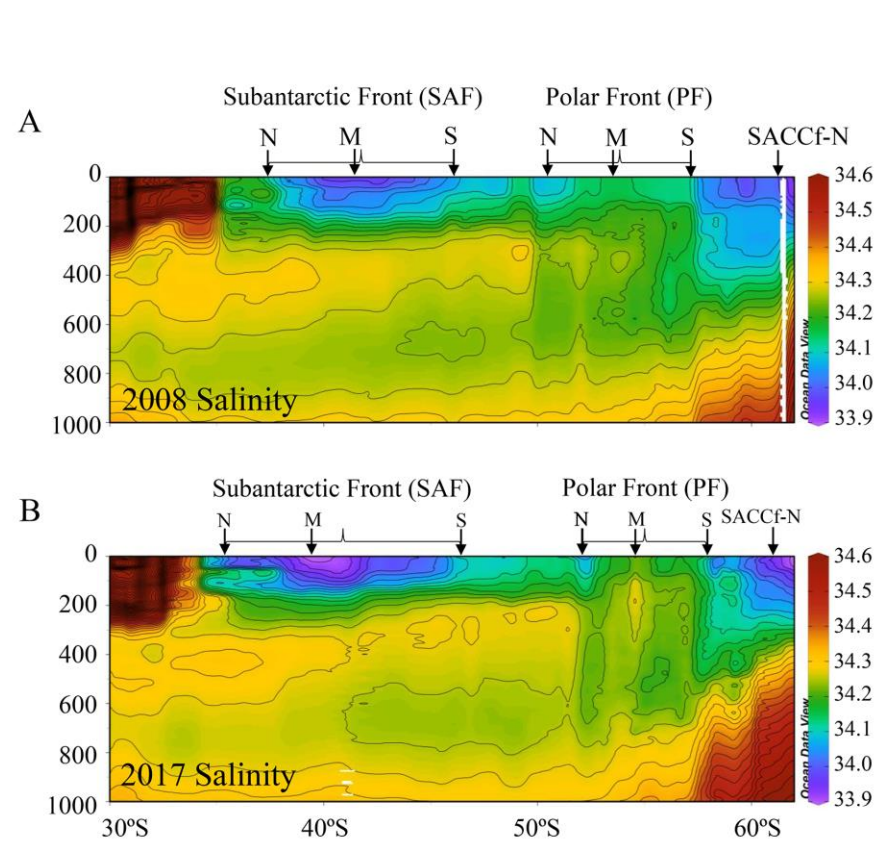 Subantarctic Front (SAF) Polar Front (PF)
A
N M S N M S SACCf-N
0
200
400
600
800
1000
2008 Salinity
34.6
34.5
34.4
34.3
34.2
34.1
34.0
33.9
Ocean Data View
Subantarctic Front (SAF) Polar Front (PF)
B
N M S N M S SACCf-N
0
200
400
600
800
1000
2017 Salinity
34.6
34.5
34.4
34.3
34.2
34.1
34.0
33.9
Ocean Data View
30ºS 40ºS 50ºS 60ºS